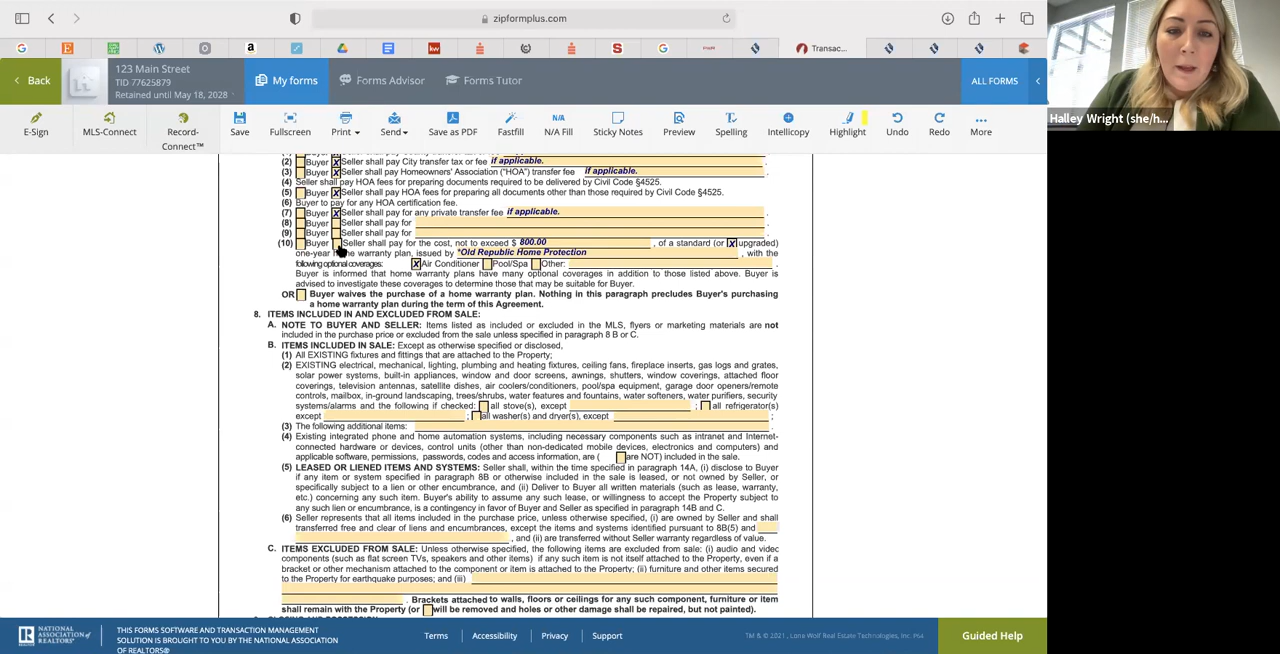 zipformplus.com
Transac...
Back
123 Main Street
TID 77625879
Retained until May 18, 2028
My forms
Forms Advisor
Forms Tutor
ALL FORMS
E-Sign
MLS-Connect
Record-
Connect™
Save
Fullscreen
Print
Send
Save as PDF
Fastfill
N/A
N/A Fill
Sticky Notes
Preview
Spelling
Intellicopy
Highlight
Undo
Redo
More
Halley Wright (she/h...
(2) Buyer X Seller shall pay City transfer tax or fee if applicable.
(3) Buyer X Seller shall pay Homeowners' Association ("HOA") transfer fee if applicable.
(4) Seller shall pay HOA fees for preparing documents required to be delivered by Civil Code §4525.
(5) Buyer X Seller shall pay HOA fees for preparing all documents other than those required by Civil Code §4525.
(6) Buyer to pay for any HOA certification fee.
(7) Buyer X Seller shall pay for any private transfer fee if applicable.
(8) Buyer Seller shall pay for
(9) Buyer Seller shall pay for
(10) Buyer Seller shall pay for the cost, not to exceed $ 800.00 , of a standard (or X upgraded)
one-year home warranty plan, issued by *Old Republic Home Protection , with the
following optional coverages: X Air Conditioner Pool/Spa Other: .
Buyer is informed that home warranty plans have many optional coverages in addition to those listed above. Buyer is
advised to investigate these coverages to determine those that may be suitable for Buyer.
OR Buyer waives the purchase of a home warranty plan. Nothing in this paragraph precludes Buyer's purchasing
a home warranty plan during the term of this Agreement.
8. ITEMS INCLUDED IN AND EXCLUDED FROM SALE:
A. NOTE TO BUYER AND SELLER: Items listed as included or excluded in the MLS, flyers or marketing materials are not
included in the purchase price or excluded from the sale unless specified in paragraph 8 B or C.
B. ITEMS INCLUDED IN SALE: Except as otherwise specified or disclosed,
(1) All EXISTING fixtures and fittings that are attached to the Property;
(2) EXISTING electrical, mechanical, lighting, plumbing and heating fixtures, ceiling fans, fireplace inserts, gas logs and grates,
solar power systems, built-in appliances, window and door screens, awnings, shutters, window coverings, attached floor
coverings, television antennas, satellite dishes, air coolers/conditioners, pool/spa equipment, garage door openers/remote
controls, mailbox, in-ground landscaping, trees/shrubs, water features and fountains, water softeners, water purifiers, security
systems/alarms and the following if checked: all stove(s), except ; all refrigerator(s)
except ; all washer(s) and dryer(s), except ;
(3) The following additional items: .
(4) Existing integrated phone and home automation systems, including necessary components such as intranet and Internet-
connected hardware or devices, control units (other than non-dedicated mobile devices, electronics and computers) and
applicable software, permissions, passwords, codes and access information, are ( are NOT) included in the sale.
(5) LEASED OR LIENED ITEMS AND SYSTEMS: Seller shall, within the time specified in paragraph 14A, (i) disclose to Buyer
if any item or system specified in paragraph 8B or otherwise included in the sale is leased, or not owned by Seller, or
specifically subject to a lien or other encumbrance, and (ii) Deliver to Buyer all written materials (such as lease, warranty,
etc.) concerning any such item. Buyer's ability to assume any such lease, or willingness to accept the Property subject to
any such lien or encumbrance, is a contingency in favor of Buyer and Seller as specified in paragraph 14B and C.
(6) Seller represents that all items included in the purchase price, unless otherwise specified, (i) are owned by Seller and shall
transferred free and clear of liens and encumbrances, except the items and systems identified pursuant to 8B(5) and
, and (ii) are transferred without Seller warranty regardless of value.
C. ITEMS EXCLUDED FROM SALE: Unless otherwise specified, the following items are excluded from sale: (i) audio and video
components (such as flat screen TVs, speakers and other items) if any such item is not itself attached to the Property, even if a
bracket or other mechanism attached to the component or item is attached to the Property; (ii) furniture and other items secured
to the Property for earthquake purposes; and (iii)
. Brackets attached to walls, floors or ceilings for any such component, furniture or item
shall remain with the Property (or will be removed and holes or other damage shall be repaired, but not painted).
NATIONAL
ASSOCIATION of
REALTORS®
THIS FORMS SOFTWARE AND TRANSACTION MANAGEMENT
SOLUTION IS BROUGHT TO YOU BY THE NATIONAL ASSOCIATION
OF REALTORS®
Terms
Accessibility
Privacy
Support
TM & © 2021, Lone Wolf Real Estate Technologies, Inc. PS4
Guided Help